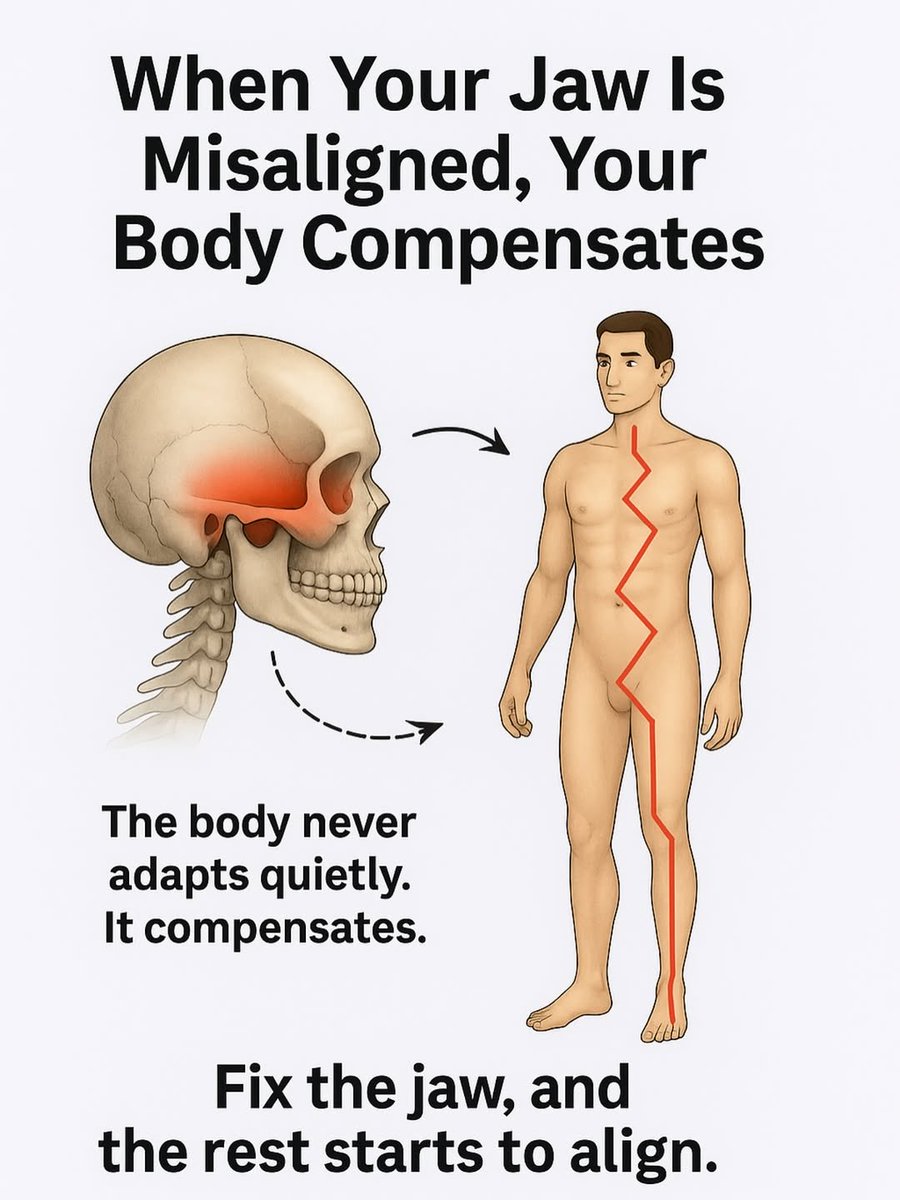 When Your Jaw Is
Misaligned, Your
Body Compensates
The body never
adapts quietly.
It compensates.
Fix the jaw, and
the rest starts to align.